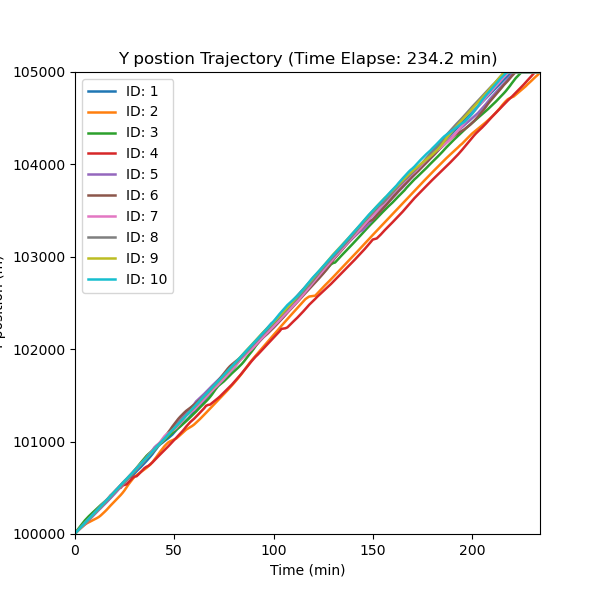 Y postion Trajectory (Time Elapse: 234.2 min)
105000
104000
103000
102000
101000
100000
ID: 1
ID: 2
ID: 3
ID: 4
ID: 5
ID: 6
ID: 7
ID: 8
ID: 9
ID: 10
0
50
100
150
200
Time (min)